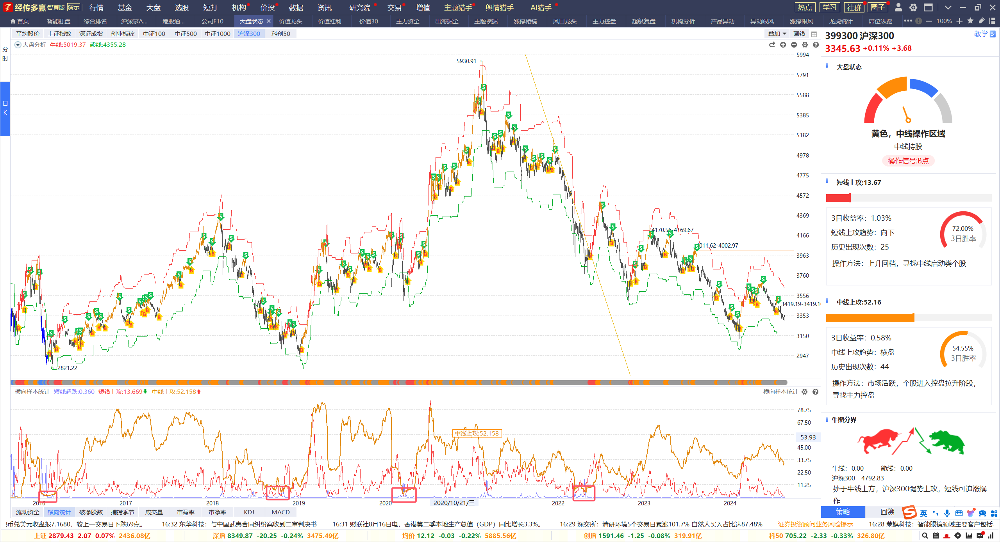 经传多赢 智尊版 演示 行情 基金 大盘 选股 短打 机构 价投 数据 资讯 研究院 交易 增值 主题猎手 舆情猎手 AI猎手 热点 学习 社群 圈子
首页 智能盯盘 综合排名 沪深京A... 港股通... 公司F10 大盘状态 价值龙头 价值红利 价值30 主力资金 出海掘金 主题挖掘 涨停棱镜 风口龙头 主力控盘 超级复盘 机构分析 产品异动 异动跟风 涨停跟风 龙虎统计 席位纵览 100%
平均股价 上证指数 深证成指 创业板综 中证100 中证500 中证1000 沪深300 科创50 叠加 画线
大盘分析 牛线:5019.37 熊线:4355.28
分时
日K
5994
5930.91→
5791
5588
5385
5182
4978
4775
4572
4369
4170.56-4169.67
4166
011.62-4002.97
3963
3760
3556
3419.19-3419.1
3353
3150
2947
←2821.22
横向样本统计 短线超跌:0.360 短线上攻:13.669 中线上攻:52.158 横向样本统计
78.75
67.50
中线上攻:52.158
53.93
45.00
33.75
22.50
11.25
2016 2017 2018 2019 2020 2020/10/21/三 2022 2023 2024
流动资金 横向统计 破净股数 捕捞季节 成交量 市盈率 市净率 KDJ MACD
399300 沪深300 教学
3345.63 +0.11% +3.68
大盘状态
黄色，中线操作区域
中线持股
操作信号:B点
短线上攻:13.67
3日收益率：1.03%
短线上攻趋势：向下
历史出现次数：25
72.00%
3日胜率
操作方法：上升回档，寻找中线启动类个股
中线上攻:52.16
3日收益率：0.58%
中线上攻趋势：横盘
历史出现次数：44
54.55%
3日胜率
操作方法：市场活跃，个股进入控盘拉升阶段，
寻找主力控盘
牛熊分界
牛线：0.00 熊线：0.00
沪深300 4792.83
处于牛线上方，沪深300强势上攻，短线可追涨操
作
策略 回溯 英
币兑美元收盘报7.1680，较上一交易日下跌69点。 16:32 东华科技：与中国武夷合同纠纷案收到二审判决书 16:31 财联社8月16日电，香港第二季本地生产总值（GDP）同比增长3.3%。 16:29 深交所：清研环境5个交易日累涨101.7% 自然人买入占比达87.48% 证券投资顾问业务风险提示 16:28 荣旗科技：智能眼镜领域主要客户包括
上证 2879.43 2.07 0.07% 2436.08亿 深指 8349.87 -20.25 -0.24% 3475.49亿 均价 12.12 -0.03 -0.22% 5885.56亿 创指 1591.46 -1.25 -0.08% 319.91亿 科50 705.22 -2.33 -0.33% 326.80亿